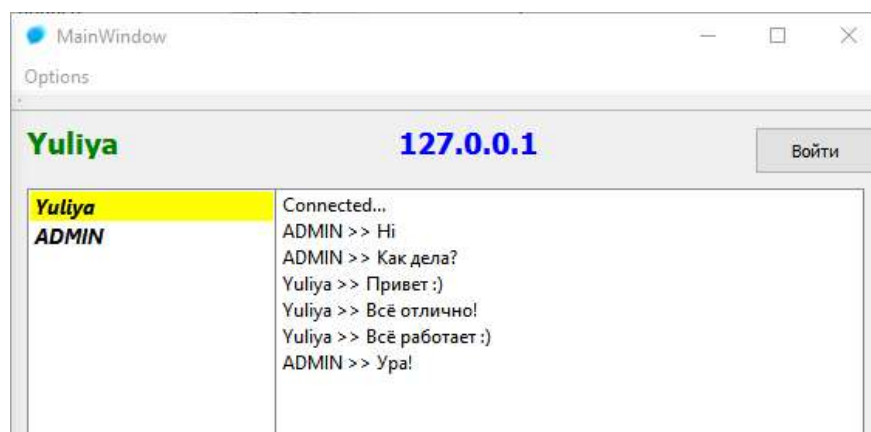 MainWindow
Options
Yuliya 127.0.0.1 Войти
Yuliya
ADMIN
Connected...
ADMIN >> Hi
ADMIN >> Как дела?
Yuliya >> Привет :)
Yuliya >> Всё отлично!
Yuliya >> Всё работает :)
ADMIN >> Ура!